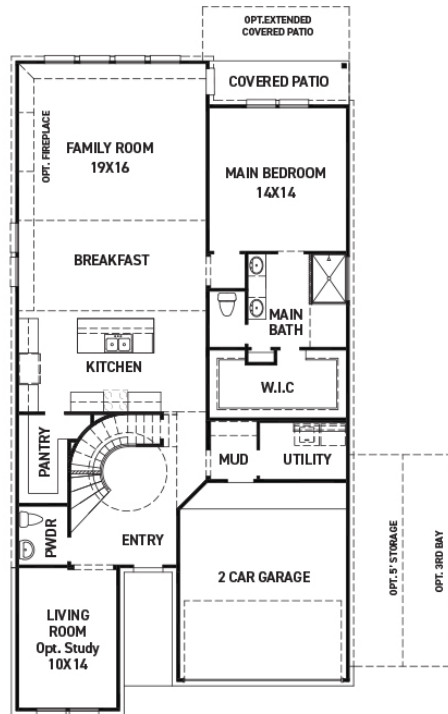 OPT.EXTENDED
COVERED PATIO
COVERED PATIO
FAMILY ROOM
19X16
OPT. FIREPLACE
MAIN BEDROOM
14X14
BREAKFAST
MAIN
BATH
KITCHEN
W.I.C
PANTRY
MUD
UTILITY
PWDR
ENTRY
2 CAR GARAGE
OPT. 5' STORAGE
OPT. 3RD BAY
LIVING
ROOM
Opt. Study
10X14